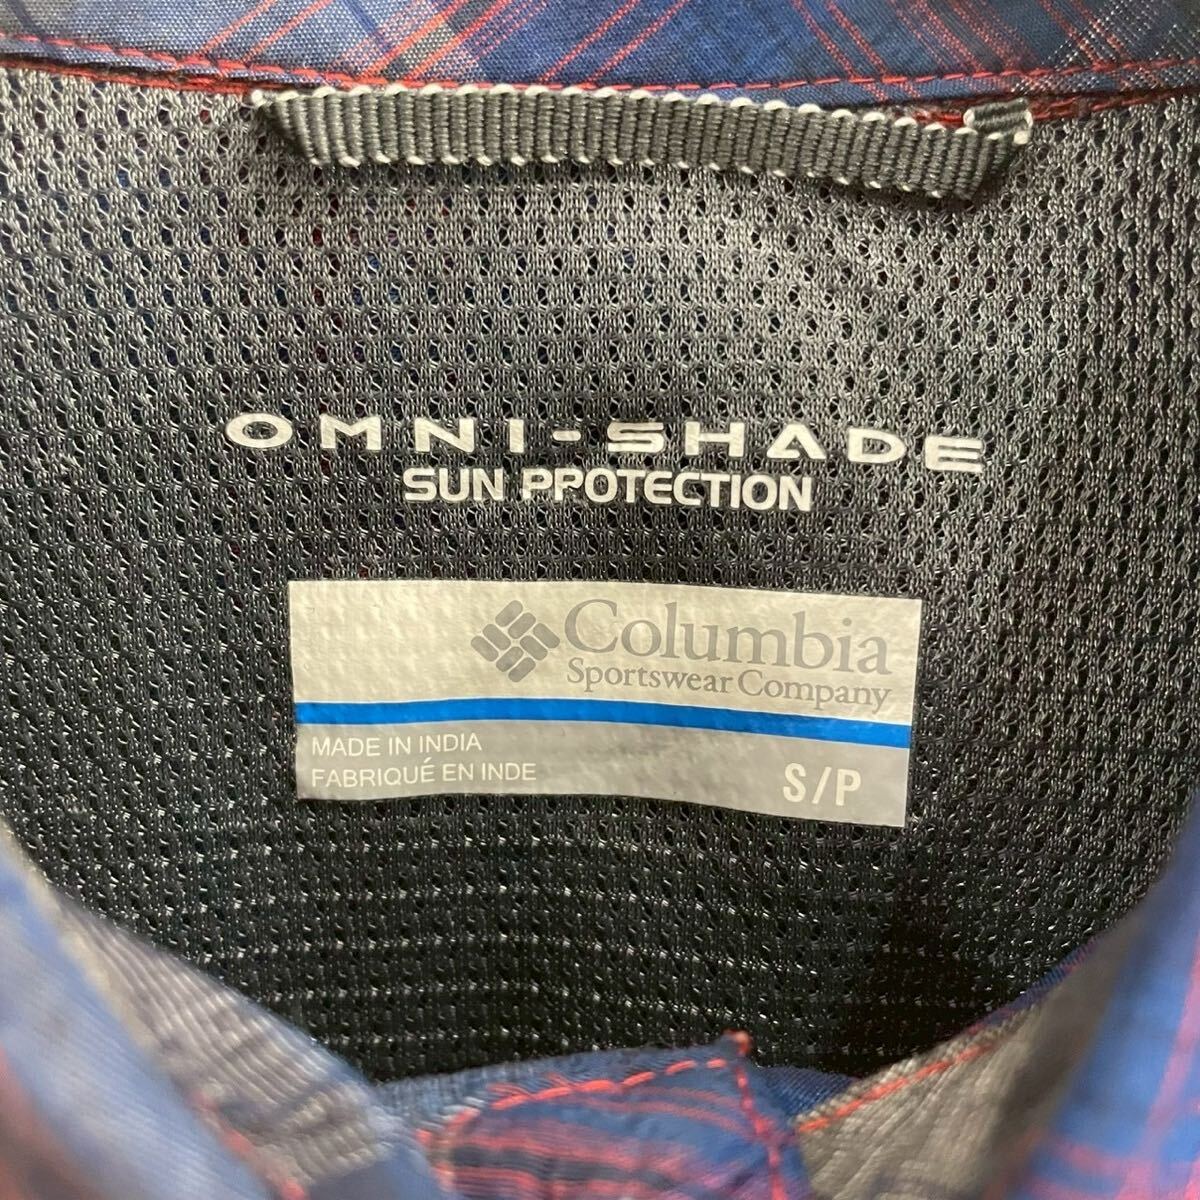 OMNI-SHADE
SUN PPOTECTION
Columbia
Sportswear Company
MADE IN INDIA
FABRIQUÉ EN INDE
S/P